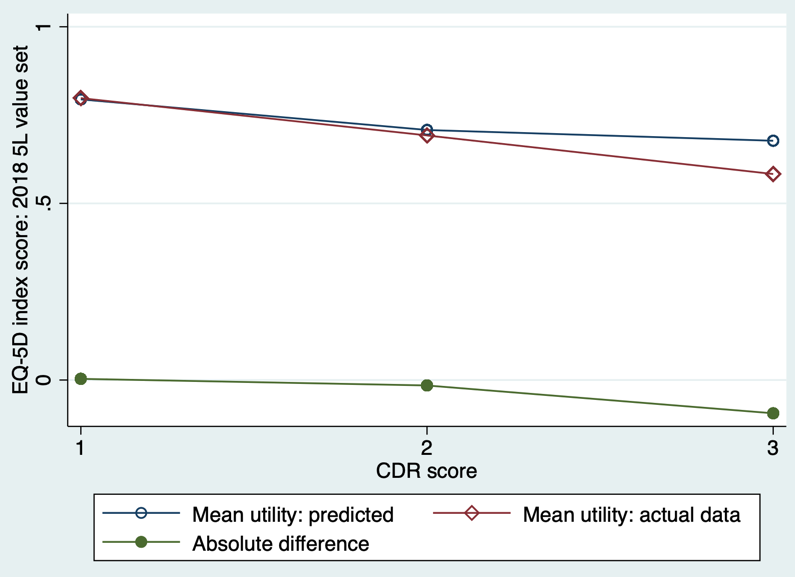 EQ-5D index score: 2018 5L value set
1
.5
0
1 2 3
CDR score
Mean utility: predicted Mean utility: actual data
Absolute difference